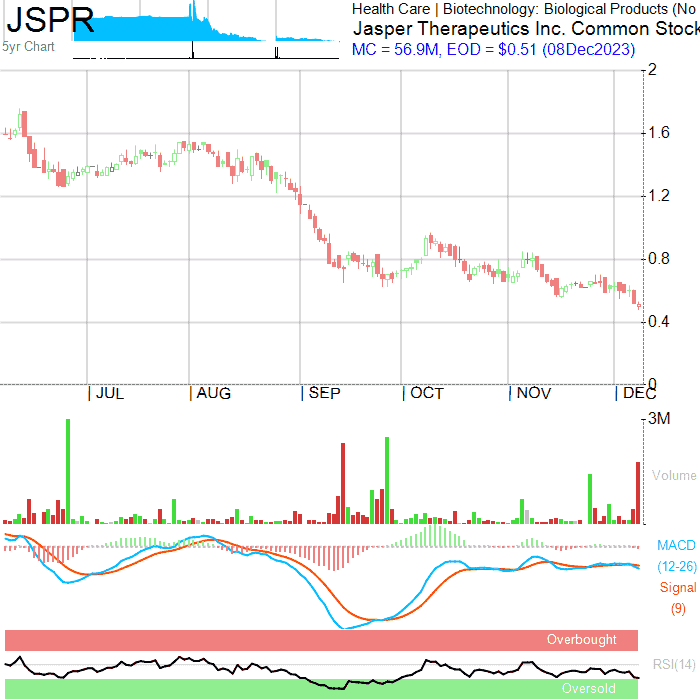 JSPR
5yr Chart
Health Care | Biotechnology: Biological Products (No
Jasper Therapeutics Inc. Common Stock
MC = 56.9M, EOD = $0.51 (08Dec2023)
2
1.6
1.2
0.8
0.4
0
| JUL | AUG | SEP | OCT | NOV | DEC
3M
Volume
MACD
(12-26)
Signal
(9)
Overbought
RSI(14)
Oversold